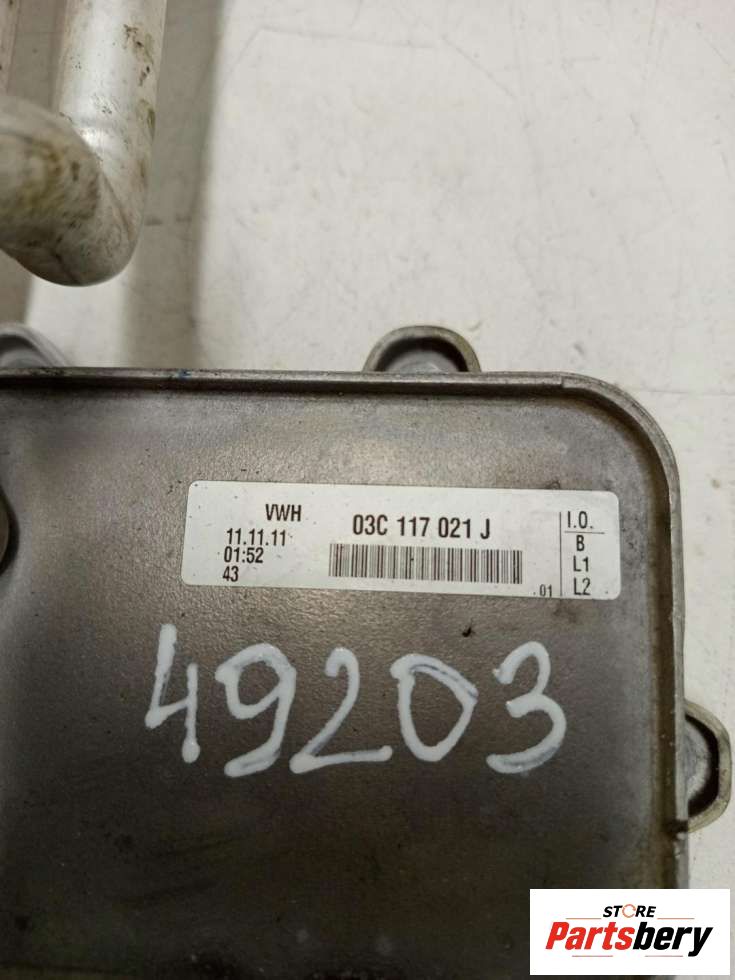 VWH 03C 117 021 J I.O.
11.11.11 B
01:52 L1
43 .01 L2
49203
STORE
Partsbery